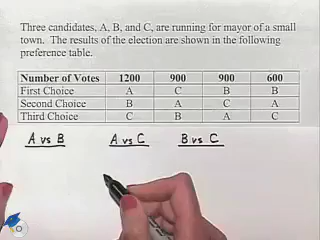 Three candidates, A, B, and C, are running for mayor of a small
town. The results of the election are shown in the following
preference table.
Number of Votes 1200 900 900 600
First Choice A C B B
Second Choice B A C A
Third Choice C B A C
A vs B A vs C B vs C